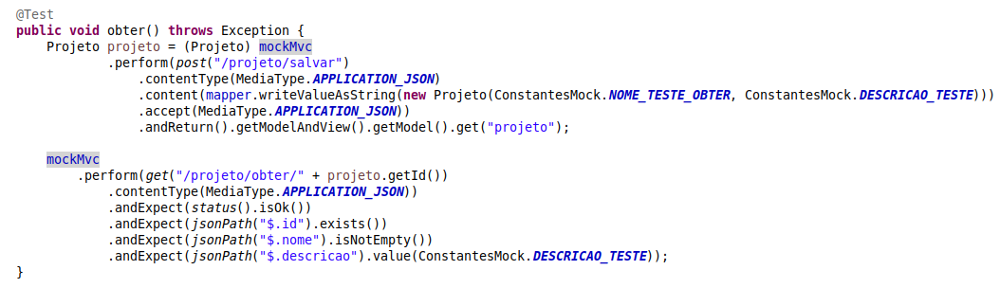 @Test
public void obter() throws Exception {
    Projeto projeto = (Projeto) mockMvc
            .perform(post("/projeto/salvar")
                .contentType(MediaType.APPLICATION_JSON)
                .content(mapper.writeValueAsString(new Projeto(ConstantesMock.NOME_TESTE_OBTER, ConstantesMock.DESCRICAO_TESTE)))
                .accept(MediaType.APPLICATION_JSON))
                .andReturn().getModelAndView().getModel().get("projeto");
    mockMvc
        .perform(get("/projeto/obter/" + projeto.getId())
            .contentType(MediaType.APPLICATION_JSON))
            .andExpect(status().isOk())
            .andExpect(jsonPath("$.id").exists())
            .andExpect(jsonPath("$.nome").isNotEmpty())
            .andExpect(jsonPath("$.descricao").value(ConstantesMock.DESCRICAO_TESTE));
}